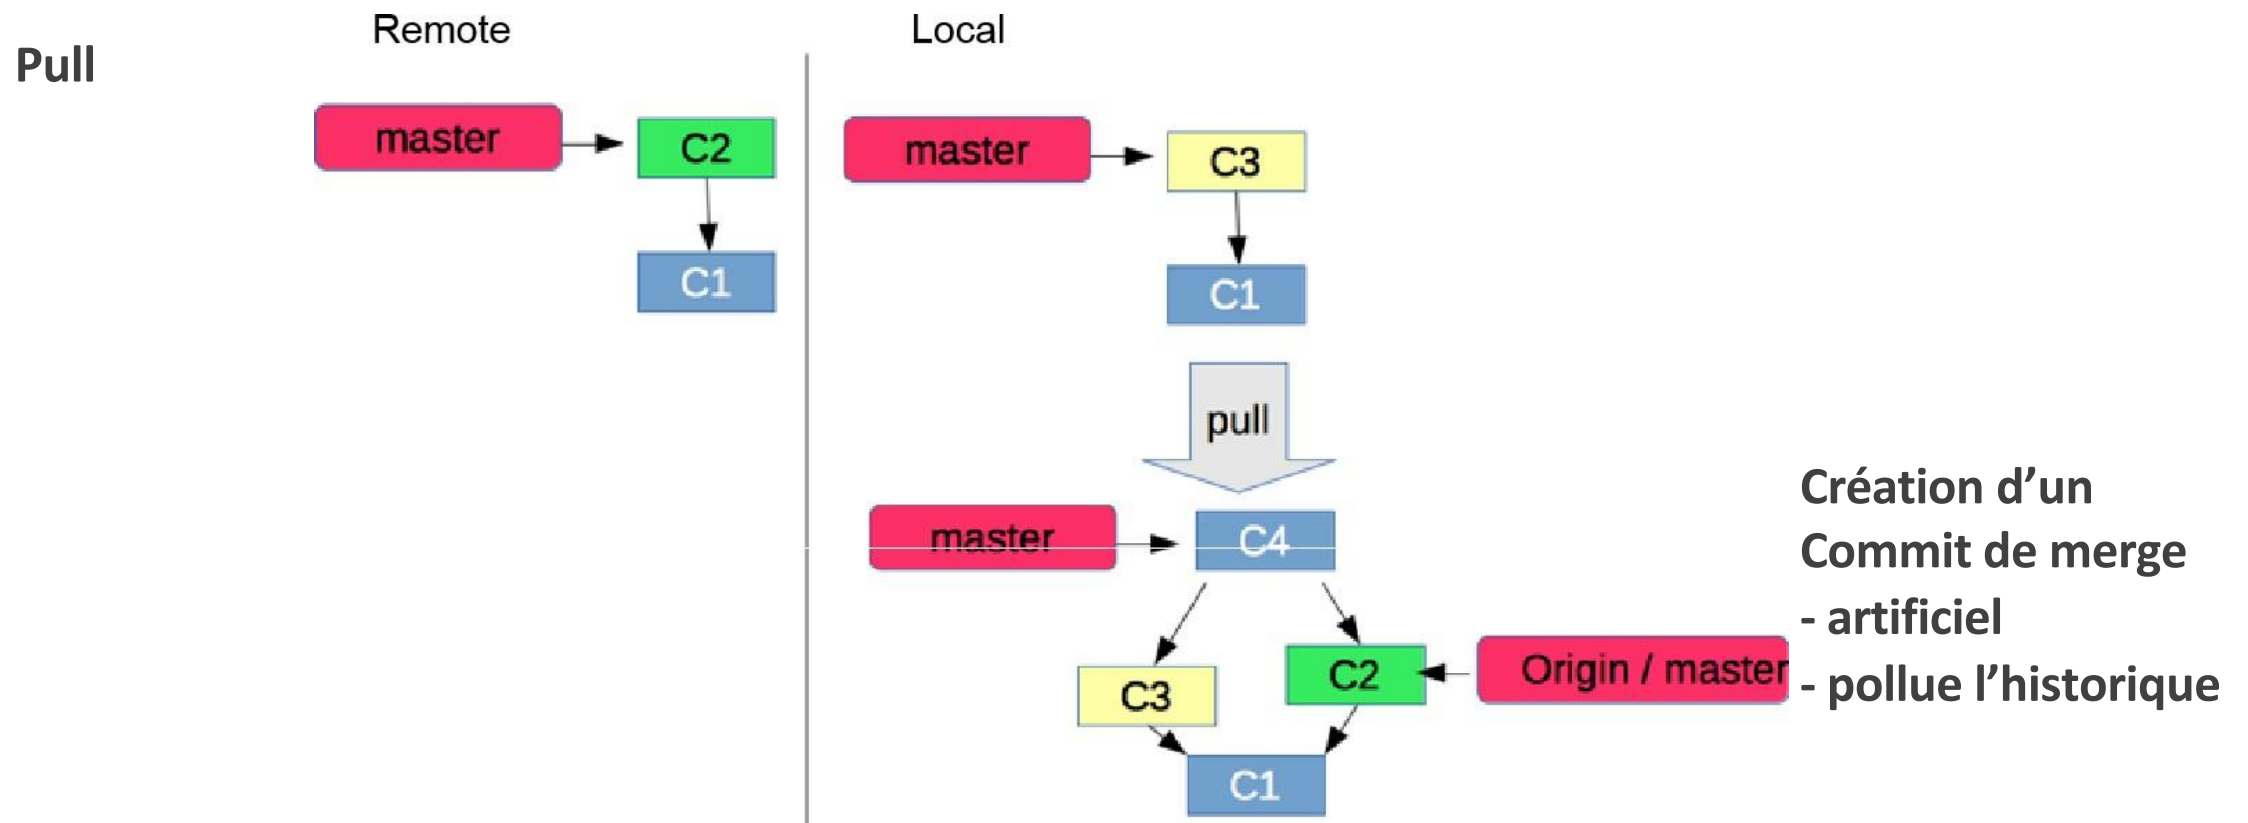 Pull
Remote
master
C2
C1
Local
master
C3
C1
pull
master
C4
C3
C2
Origin / master
C1
Création d’un
Commit de merge
- artificiel
- pollue l’historique